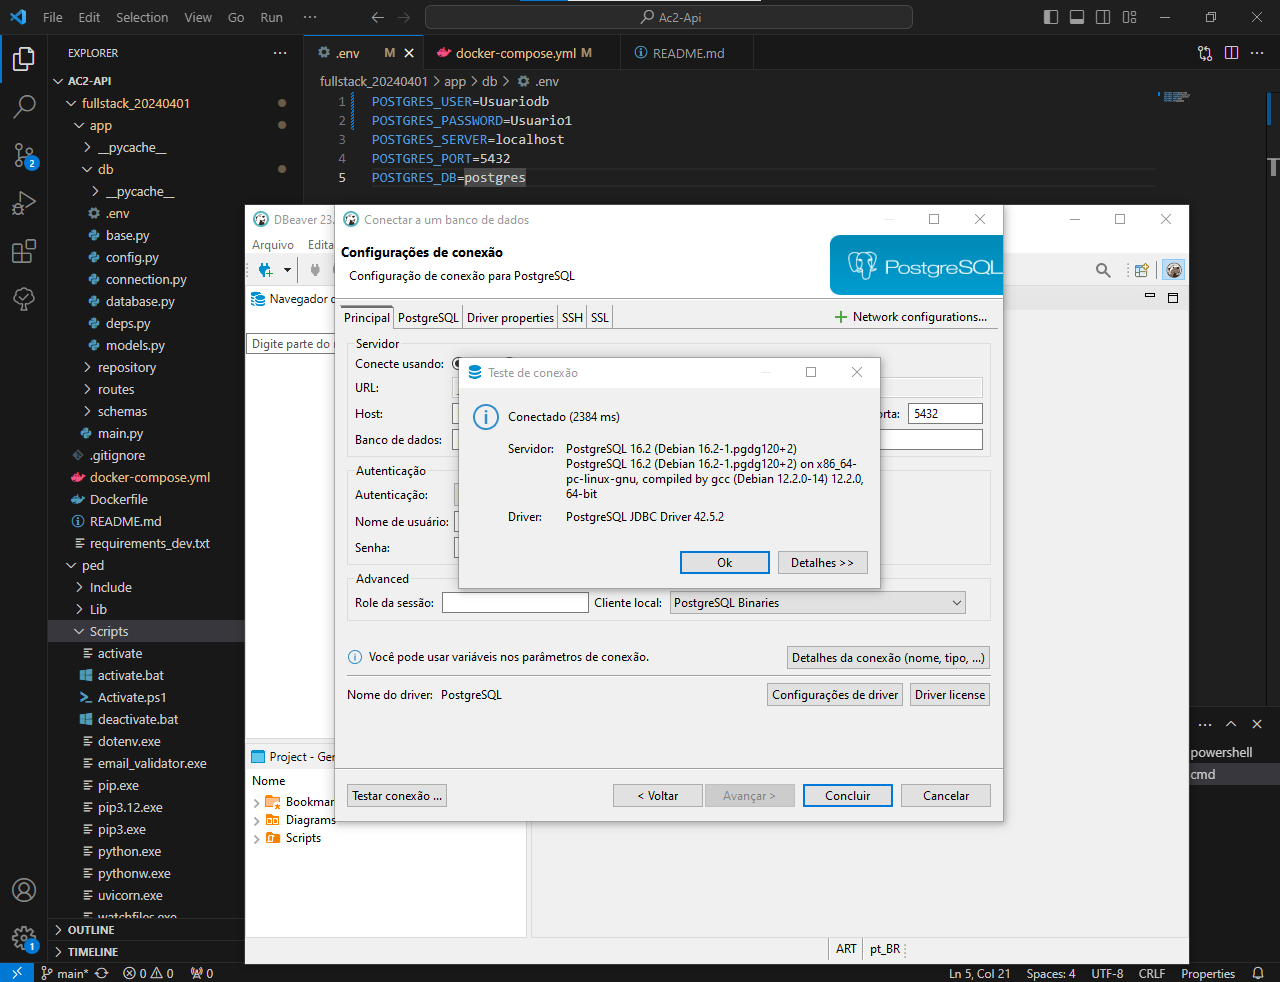 File Edit Selection View Go Run ···
Ac2-Api
EXPLORER
AC2-API
fullstack_20240401
app
__pycache__
db
__pycache__
.env
base.py
config.py
connection.py
database.py
deps.py
models.py
repository
routes
schemas
main.py
.gitignore
docker-compose.yml
Dockerfile
README.md
requirements_dev.txt
ped
Include
Lib
Scripts
activate
activate.bat
Activate.ps1
deactivate.bat
dotenv.exe
email_validator.exe
pip.exe
pip3.12.exe
pip3.exe
python.exe
pythonw.exe
uvicorn.exe
watchfiles.exe
OUTLINE
TIMELINE
.env M
docker-compose.yml M
README.md
fullstack_20240401 > app > db > .env
1 POSTGRES_USER=Usuariodb
2 POSTGRES_PASSWORD=Usuario1
3 POSTGRES_SERVER=localhost
4 POSTGRES_PORT=5432
5 POSTGRES_DB=postgres
DBeaver 23.
Arquivo Edita
Navegador
Digite parte do
Project - Ger
Nome
Bookmar
Diagrams
Scripts
ART pt_BR
Conectar a um banco de dados
Configurações de conexão
Configuração de conexão para PostgreSQL
PostgreSQL
Principal PostgreSQL Driver properties SSH SSL
Network configurations...
Servidor
Conecte usando:
URL:
Host:
orta: 5432
Banco de dados:
Autenticação
Autenticação:
Nome de usuário:
Senha:
Advanced
Role da sessão:
Cliente local: PostgreSQL Binaries
Você pode usar variáveis nos parâmetros de conexão.
Detalhes da conexão (nome, tipo, ...)
Nome do driver: PostgreSQL
Configurações de driver
Driver license
Testar conexão ...
< Voltar
Avançar >
Concluir
Cancelar
Teste de conexão
Conectado (2384 ms)
Servidor: PostgreSQL 16.2 (Debian 16.2-1.pgdg120+2)
PostgreSQL 16.2 (Debian 16.2-1.pgdg120+2) on x86_64-
pc-linux-gnu, compiled by gcc (Debian 12.2.0-14) 12.2.0,
64-bit
Driver: PostgreSQL JDBC Driver 42.5.2
Ok
Detalhes >>
powershell
cmd
2
1
main* 0 0 0
Ln 5, Col 21 Spaces: 4 UTF-8 CRLF Properties